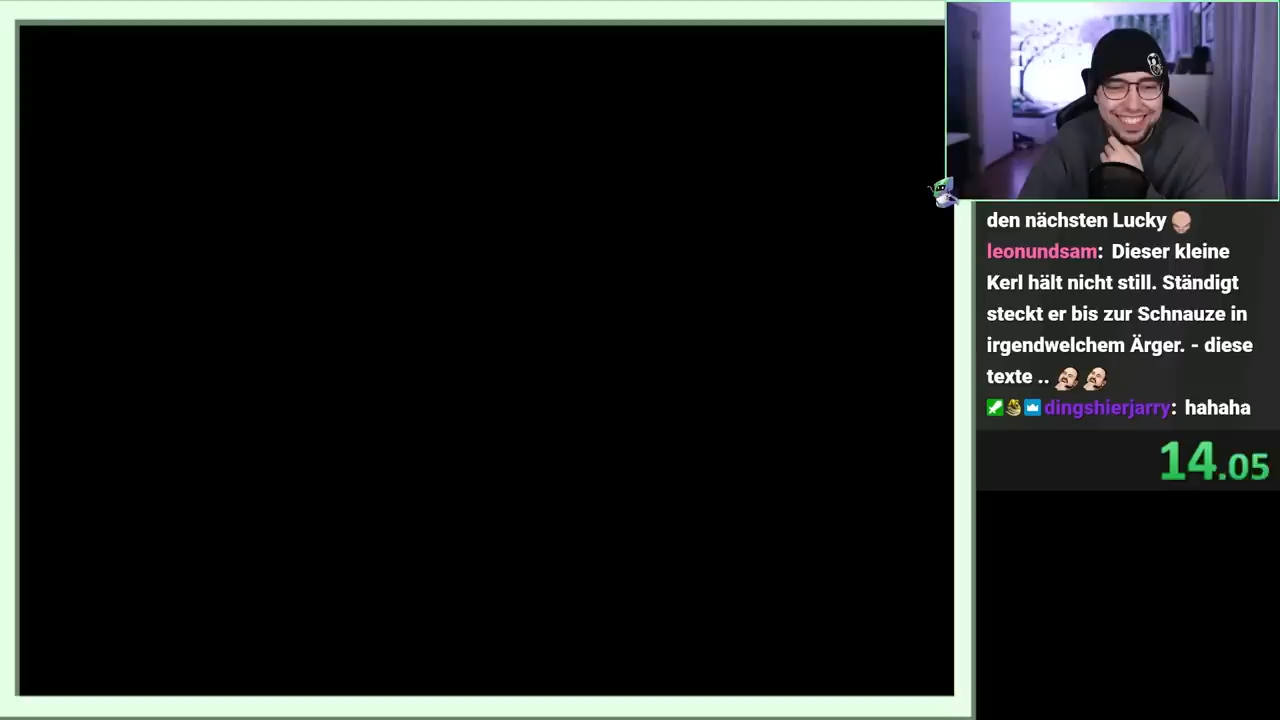 den nächsten Lucky
leonundsam: Dieser kleine
Kerl hält nicht still. Ständigt
steckt er bis zur Schnauze in
irgendwelchem Ärger. - diese
texte ..
dingshierjarry: hahaha
14.05